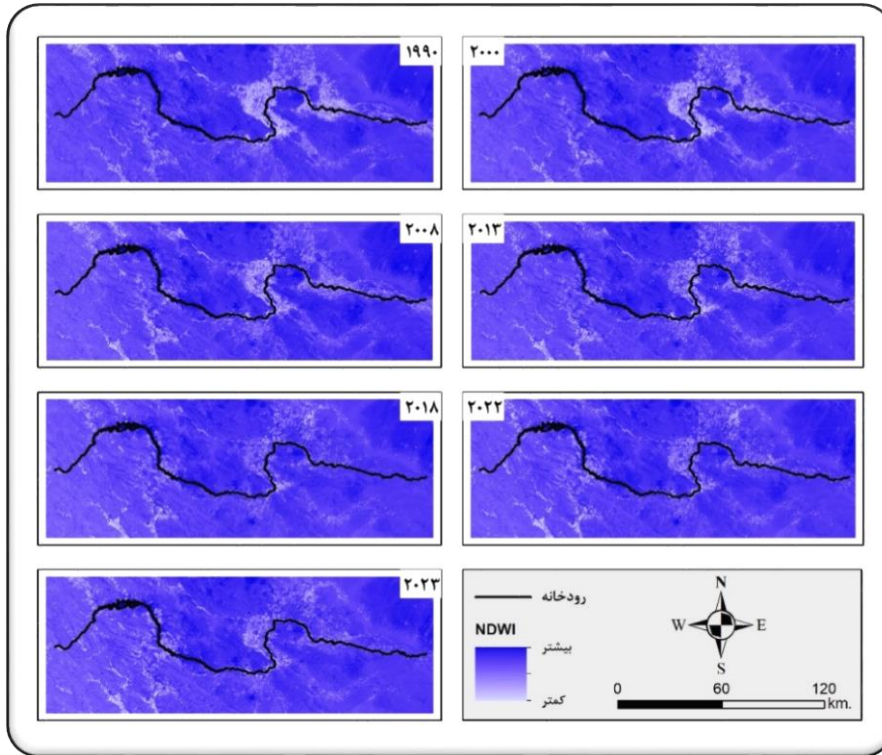 ۱۹۹۰
۲۰۰۰
۲۰۰۸
۲۰۱۳
۲۰۱۸
۲۰۲۲
۲۰۲۳
رودخانه
NDWI
بیشتر
کمتر
N
W E
S
0 60 120
km.